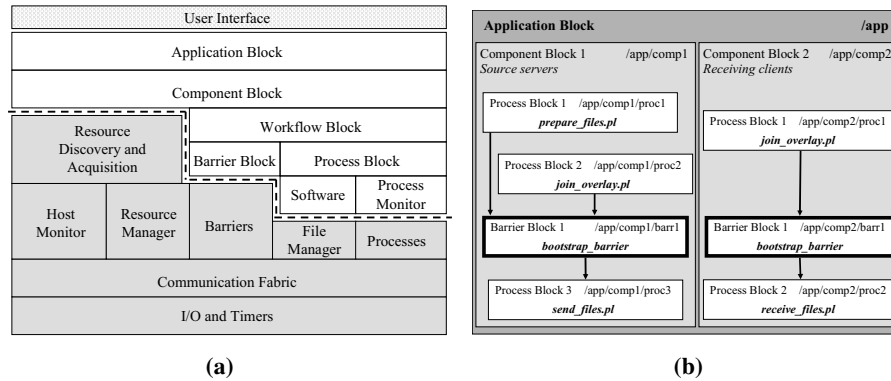 User Interface
Application Block
Component Block
Resource
Discovery and
Acquisition
Workflow Block
Barrier Block
Process Block
Software
Process
Monitor
Host
Monitor
Resource
Manager
Barriers
File
Manager
Processes
Communication Fabric
I/O and Timers
(a)
Application Block /app
Component Block 1 /app/comp1
Source servers
Process Block 1 /app/comp1/proc1
prepare_files.pl
Process Block 2 /app/comp1/proc2
join_overlay.pl
Barrier Block 1 /app/comp1/barr1
bootstrap_barrier
Process Block 3 /app/comp1/proc3
send_files.pl
Component Block 2 /app/comp2
Receiving clients
Process Block 1 /app/comp2/proc1
join_overlay.pl
Barrier Block 1 /app/comp2/barr1
bootstrap_barrier
Process Block 2 /app/comp2/proc2
receive_files.pl
(b)